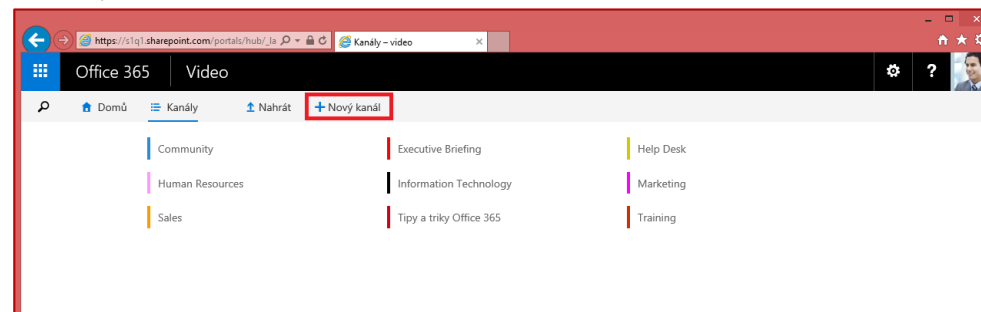 https://s1q1.sharepoint.com/portals/hub/_la
Kanály – video
Office 365 Video
?
Domů Kanály Nahrát Nový kanál
Community Executive Briefing Help Desk
Human Resources Information Technology Marketing
Sales Tipy a triky Office 365 Training